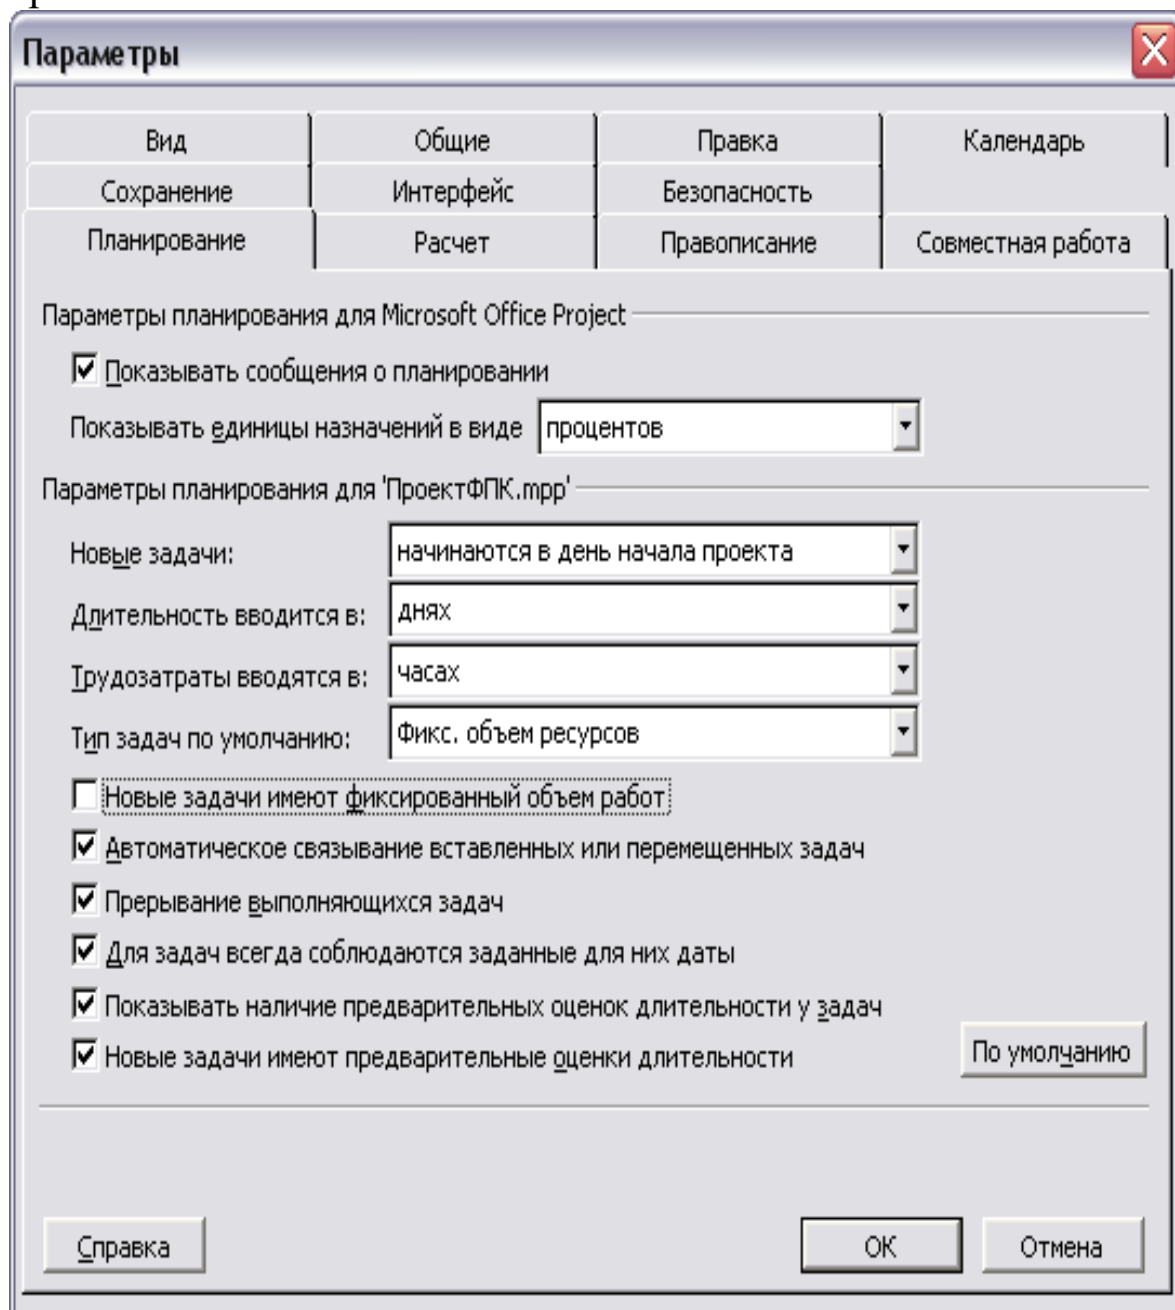 Параметры
Вид Общие Правка Календарь
Сохранение Интерфейс Безопасность
Планирование Расчет Правописание Совместная работа
Параметры планирования для Microsoft Office Project
Показывать сообщения о планировании
Показывать единицы назначений в виде процентов
Параметры планирования для 'ПроектФПК.mpp'
Новые задачи: начинаются в день начала проекта
Длительность вводится в: днях
Трудозатраты вводятся в: часах
Тип задач по умолчанию: Фикс. объем ресурсов
Новые задачи имеют фиксированный объем работ
Автоматическое связывание вставленных или перемещенных задач
Прерывание выполняющихся задач
Для задач всегда соблюдаются заданные для них даты
Показывать наличие предварительных оценок длительности у задач
Новые задачи имеют предварительные оценки длительности
По умолчанию
Справка ОК Отмена